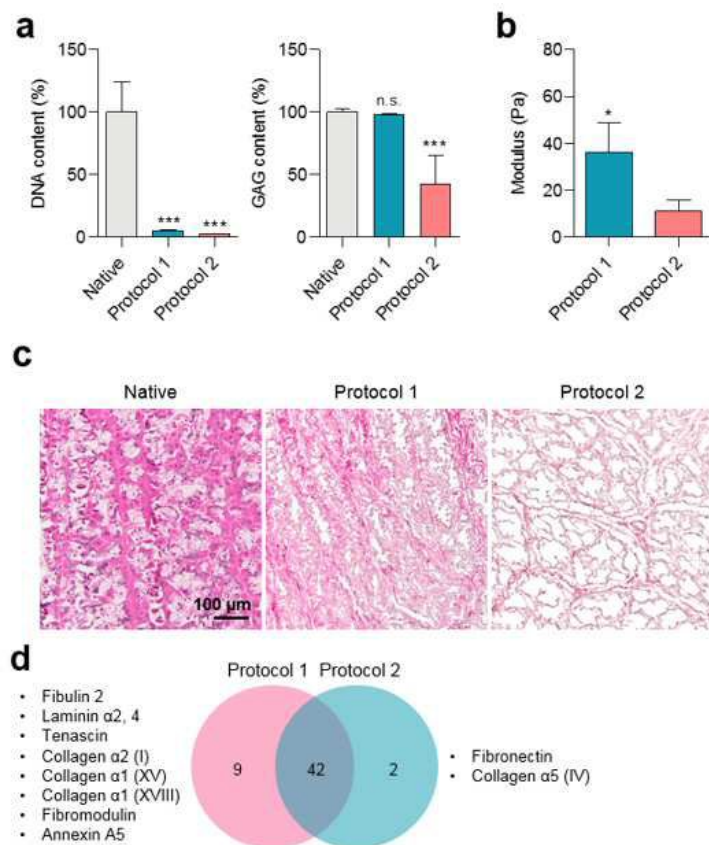 a
DNA content (%)
150
100
50
0
***
***
Native
Protocol 1
Protocol 2
GAG content (%)
150
100
50
0
n.s.
***
Native
Protocol 1
Protocol 2
b
Modulus (Pa)
80
60
40
20
0
*
Protocol 1
Protocol 2
c
Native
Protocol 1
Protocol 2
100 µm
d
Protocol 1
Protocol 2
• Fibulin 2
• Laminin α2, 4
• Tenascin
• Collagen α2 (I)
• Collagen α1 (XV)
• Collagen α1 (XVIII)
• Fibromodulin
• Annexin A5
9
42
2
• Fibronectin
• Collagen α5 (IV)